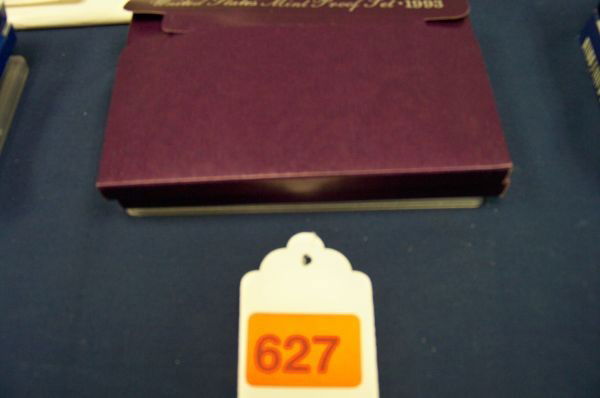 United States Mint Proof Set • 1993
627